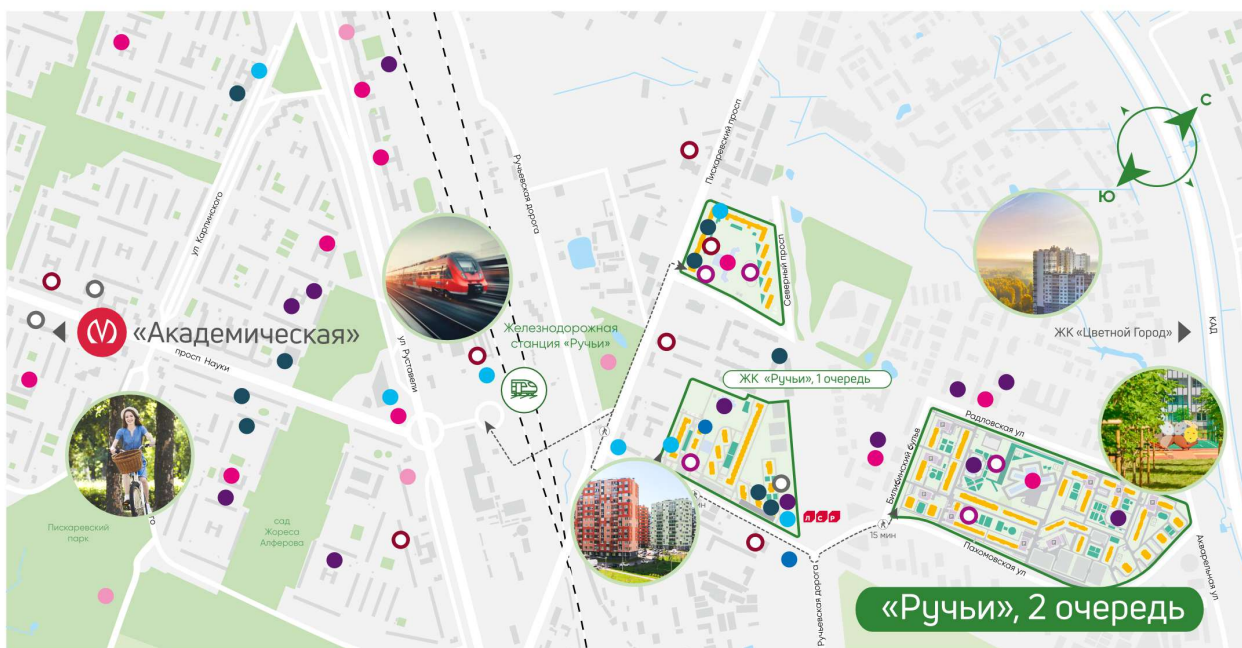 Пискаревский просп
С
Ю
ул Карпинского
Ручьевская дорога
Северный просп
«Академическая»
просп Науки
ул Руставели
Железнодорожная
станция «Ручьи»
ЖК «Цветной Город»
КАД
ЖК «Ручьи», 1 очередь
Радловская ул
Билибинский бульв
Пискаревский
парк
сад
Жореса
Алферова
ЛСР
15 мин
Пахомовская ул
Акварельная ул
Ручьевская дорога
«Ручьи», 2 очередь